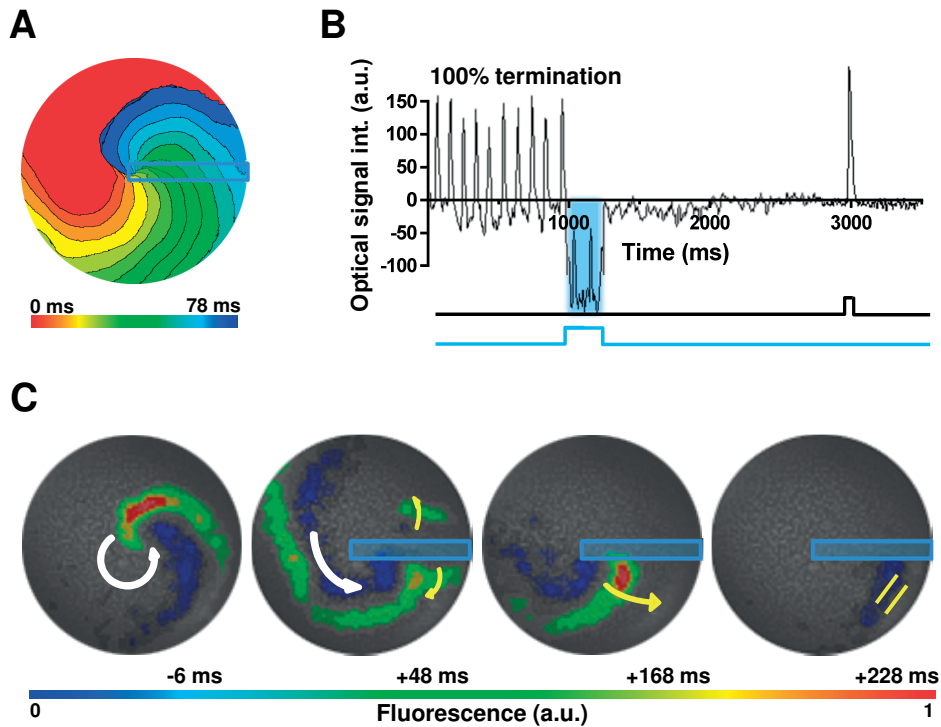 A
0 ms 78 ms
B
100% termination
Optical signal int. (a.u.)
150
100
50
0
-50
-100
1000 2000 3000
Time (ms)
C
-6 ms +48 ms +168 ms +228 ms
0 1
Fluorescence (a.u.)